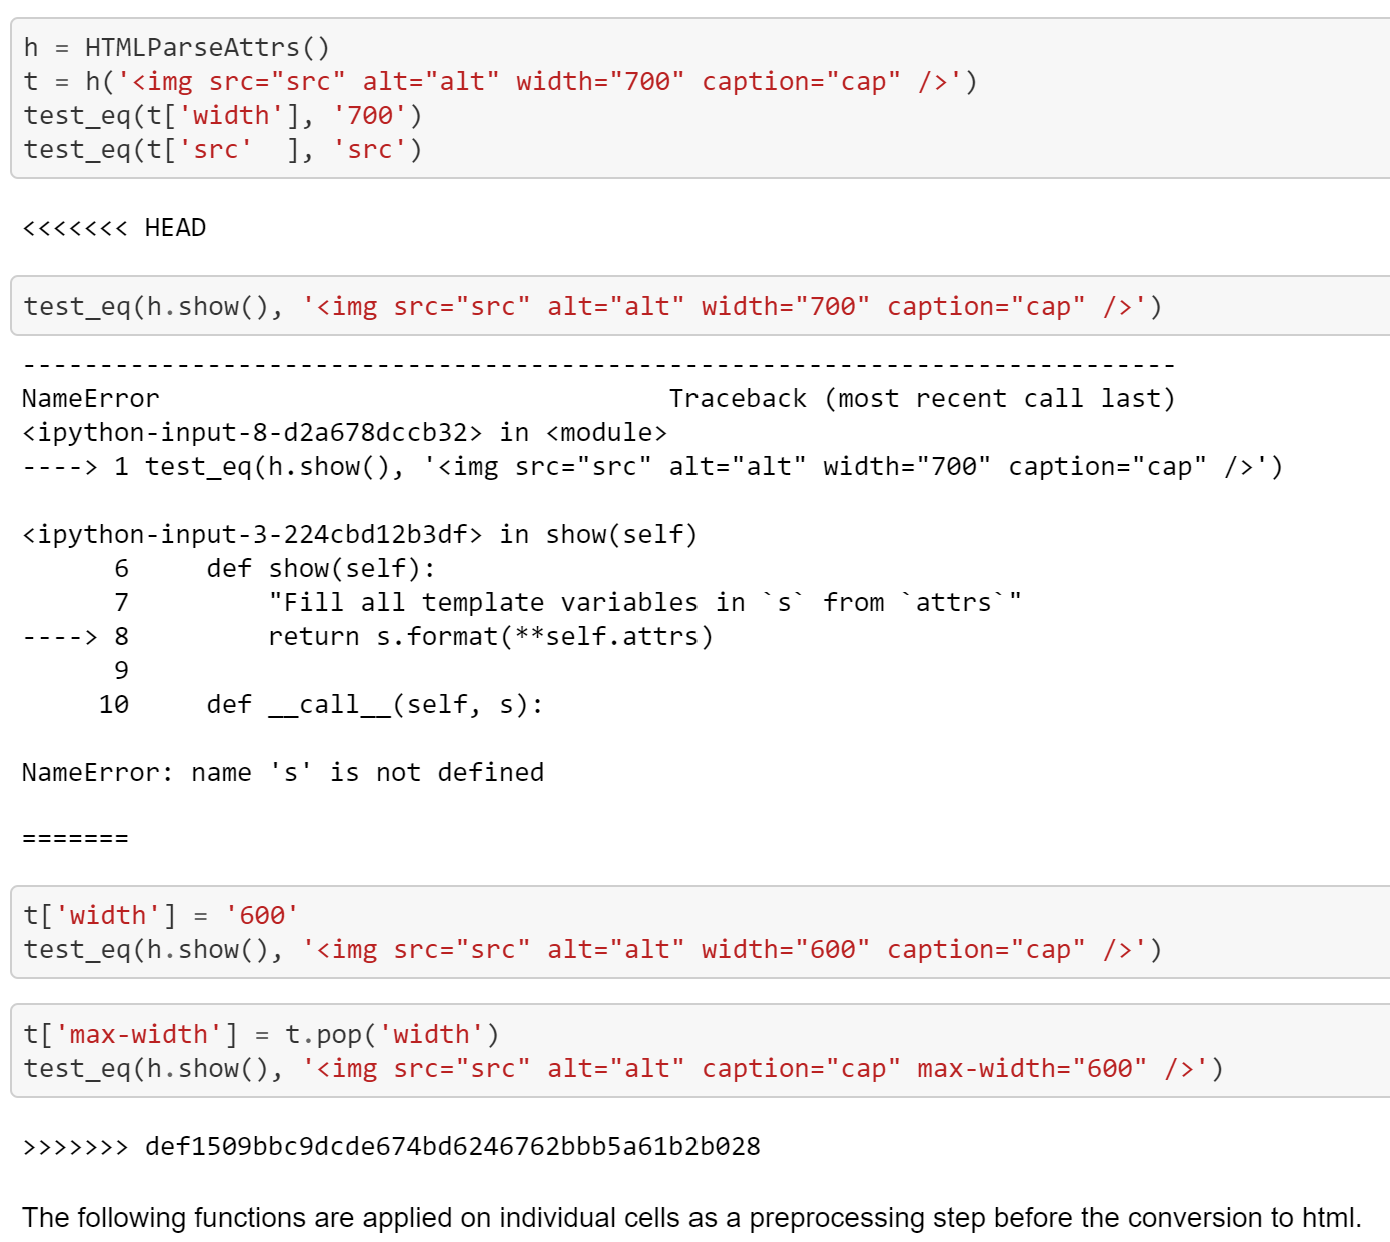 h = HTMLParseAttrs()
t = h('<img src="src" alt="alt" width="700" caption="cap" />')
test_eq(t['width'], '700')
test_eq(t['src'  ], 'src')
<<<<<<< HEAD
test_eq(h.show(), '<img src="src" alt="alt" width="700" caption="cap" />')
---------------------------------------------------------------------------
NameError                                 Traceback (most recent call last)
<ipython-input-8-d2a678dccb32> in <module>
----> 1 test_eq(h.show(), '<img src="src" alt="alt" width="700" caption="cap" />')
<ipython-input-3-224cbd12b3df> in show(self)
      6     def show(self):
      7         "Fill all template variables in `s` from `attrs`"
----> 8         return s.format(**self.attrs)
      9
     10     def __call__(self, s):
NameError: name 's' is not defined
=======
t['width'] = '600'
test_eq(h.show(), '<img src="src" alt="alt" width="600" caption="cap" />')
t['max-width'] = t.pop('width')
test_eq(h.show(), '<img src="src" alt="alt" caption="cap" max-width="600" />')
>>>>>>> def1509bbc9dcde674bd6246762bbb5a61b2b028
The following functions are applied on individual cells as a preprocessing step before the conversion to html.